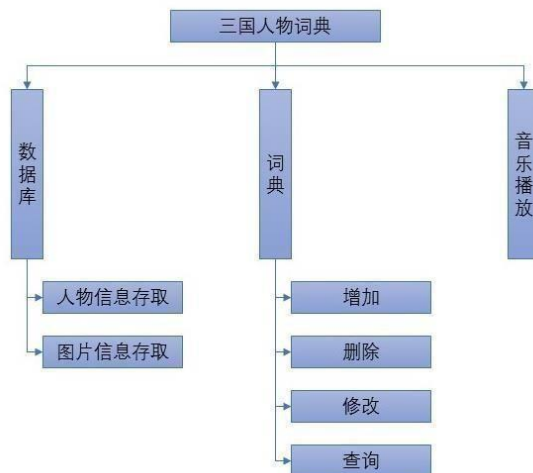 三国人物词典
数据库
词典
音乐播放
人物信息存取
图片信息存取
增加
删除
修改
查询